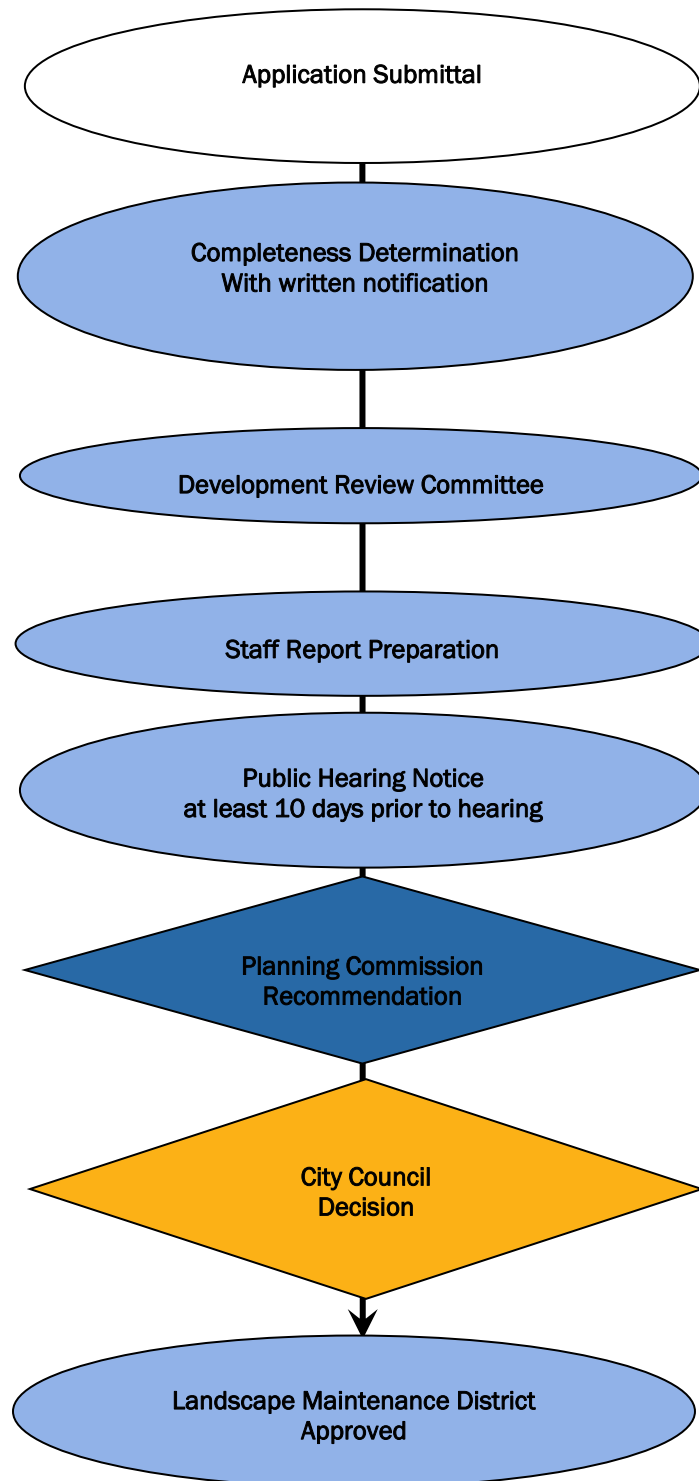 Application Submittal
Completeness Determination
With written notification
Development Review Committee
Staff Report Preparation
Public Hearing Notice
at least 10 days prior to hearing
Planning Commission
Recommendation
City Council
Decision
Landscape Maintenance District
Approved